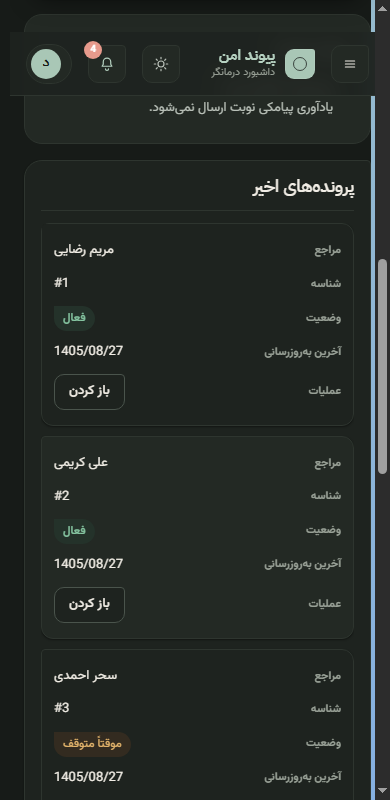 پیوند امن
داشبورد درمانگر
4
د
یادآوری پیامکی نوبت ارسال نمی‌شود.
پرونده‌های اخیر
مراجع مریم رضایی
شناسه #1
وضعیت فعال
آخرین به‌روزرسانی 1405/08/27
عملیات باز کردن
مراجع علی کریمی
شناسه #2
وضعیت فعال
آخرین به‌روزرسانی 1405/08/27
عملیات باز کردن
مراجع سحر احمدی
شناسه #3
وضعیت موقتاً متوقف
آخرین به‌روزرسانی 1405/08/27